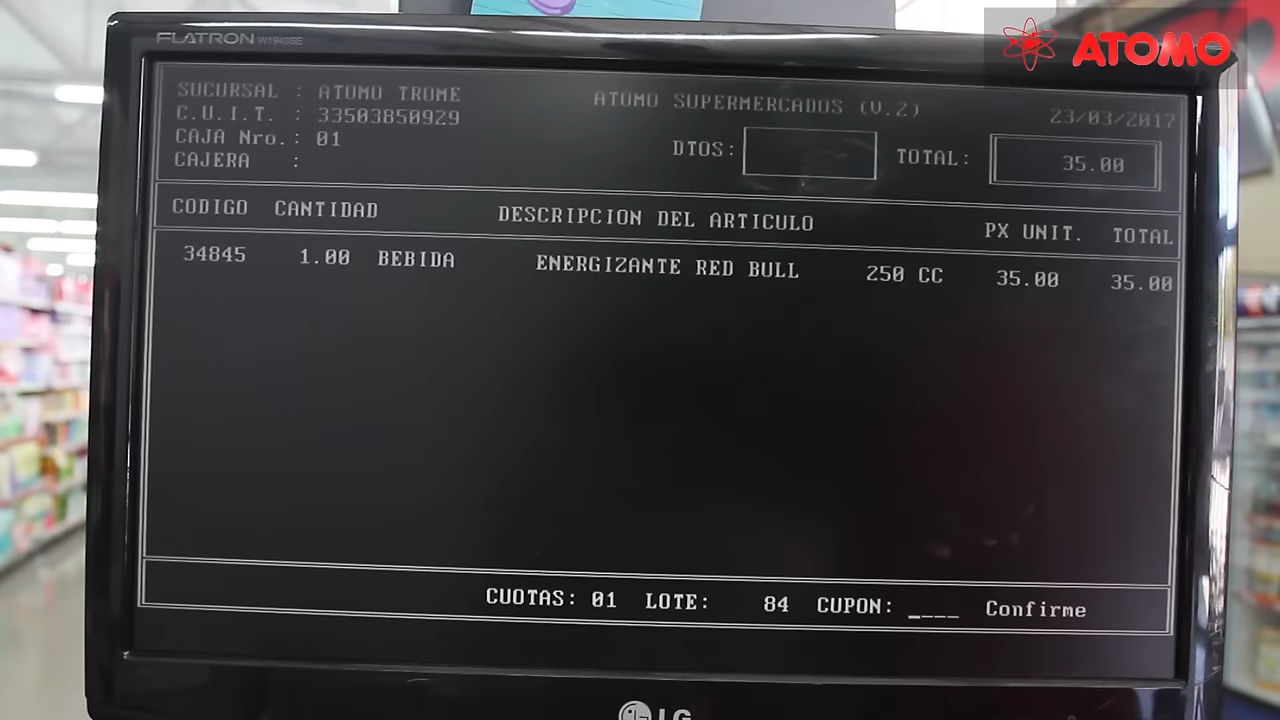 FLATRON W1943SE
ATOMO
SUCURSAL : ATOMO TROME
C.U.I.T. : 33503850929
CAJA Nro.: 01
CAJERA :
ATOMO SUPERMERCADOS (V.2)
23/03/2017
DTOS:
TOTAL: 35.00
CODIGO CANTIDAD DESCRIPCION DEL ARTICULO PX UNIT. TOTAL
34845 1.00 BEBIDA ENERGIZANTE RED BULL 250 CC 35.00 35.00
CUOTAS: 01 LOTE: 84 CUPON: ____ Confirme
LG